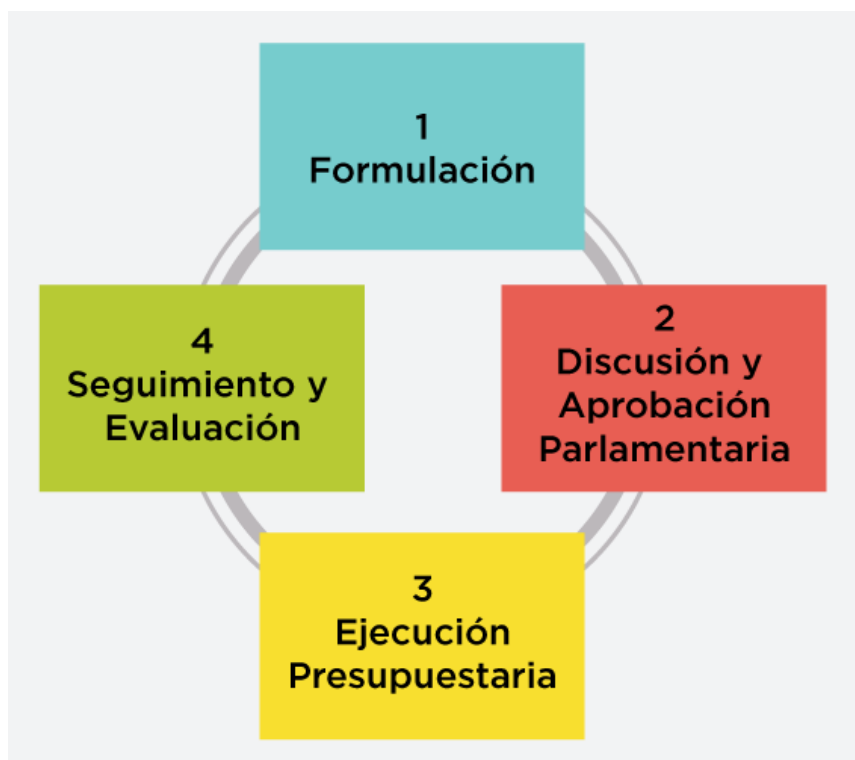 1
Formulación
2
Discusión y
Aprobación
Parlamentaria
3
Ejecución
Presupuestaria
4
Seguimiento y
Evaluación